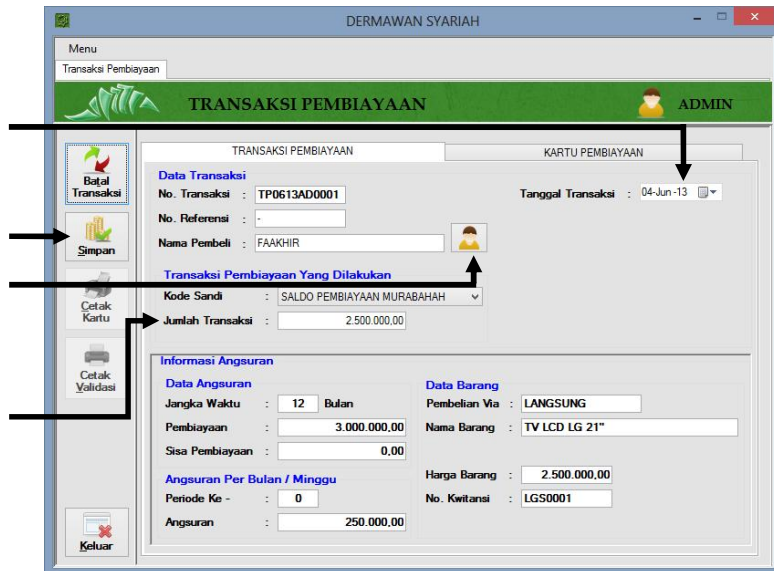 DERMAWAN SYARIAH
Menu
Transaksi Pembiayaan
TRANSAKSI PEMBIAYAAN
ADMIN
Batal Transaksi
Simpan
Cetak Kartu
Cetak Validasi
Keluar
TRANSAKSI PEMBIAYAAN KARTU PEMBIAYAAN
Data Transaksi
No. Transaksi : TP0613AD0001 Tanggal Transaksi : 04-Jun -13
No. Referensi : -
Nama Pembeli : FAAKHIR
Transaksi Pembiayaan Yang Dilakukan
Kode Sandi : SALDO PEMBIAYAAN MURABAHAH
Jumlah Transaksi : 2.500.000,00
Informasi Angsuran
Data Angsuran
Jangka Waktu : 12 Bulan
Pembiayaan : 3.000.000,00
Sisa Pembiayaan : 0,00
Angsuran Per Bulan / Minggu
Periode Ke - : 0
Angsuran : 250.000,00
Data Barang
Pembelian Via : LANGSUNG
Nama Barang : TV LCD LG 21"
Harga Barang : 2.500.000,00
No. Kwitansi : LGS0001